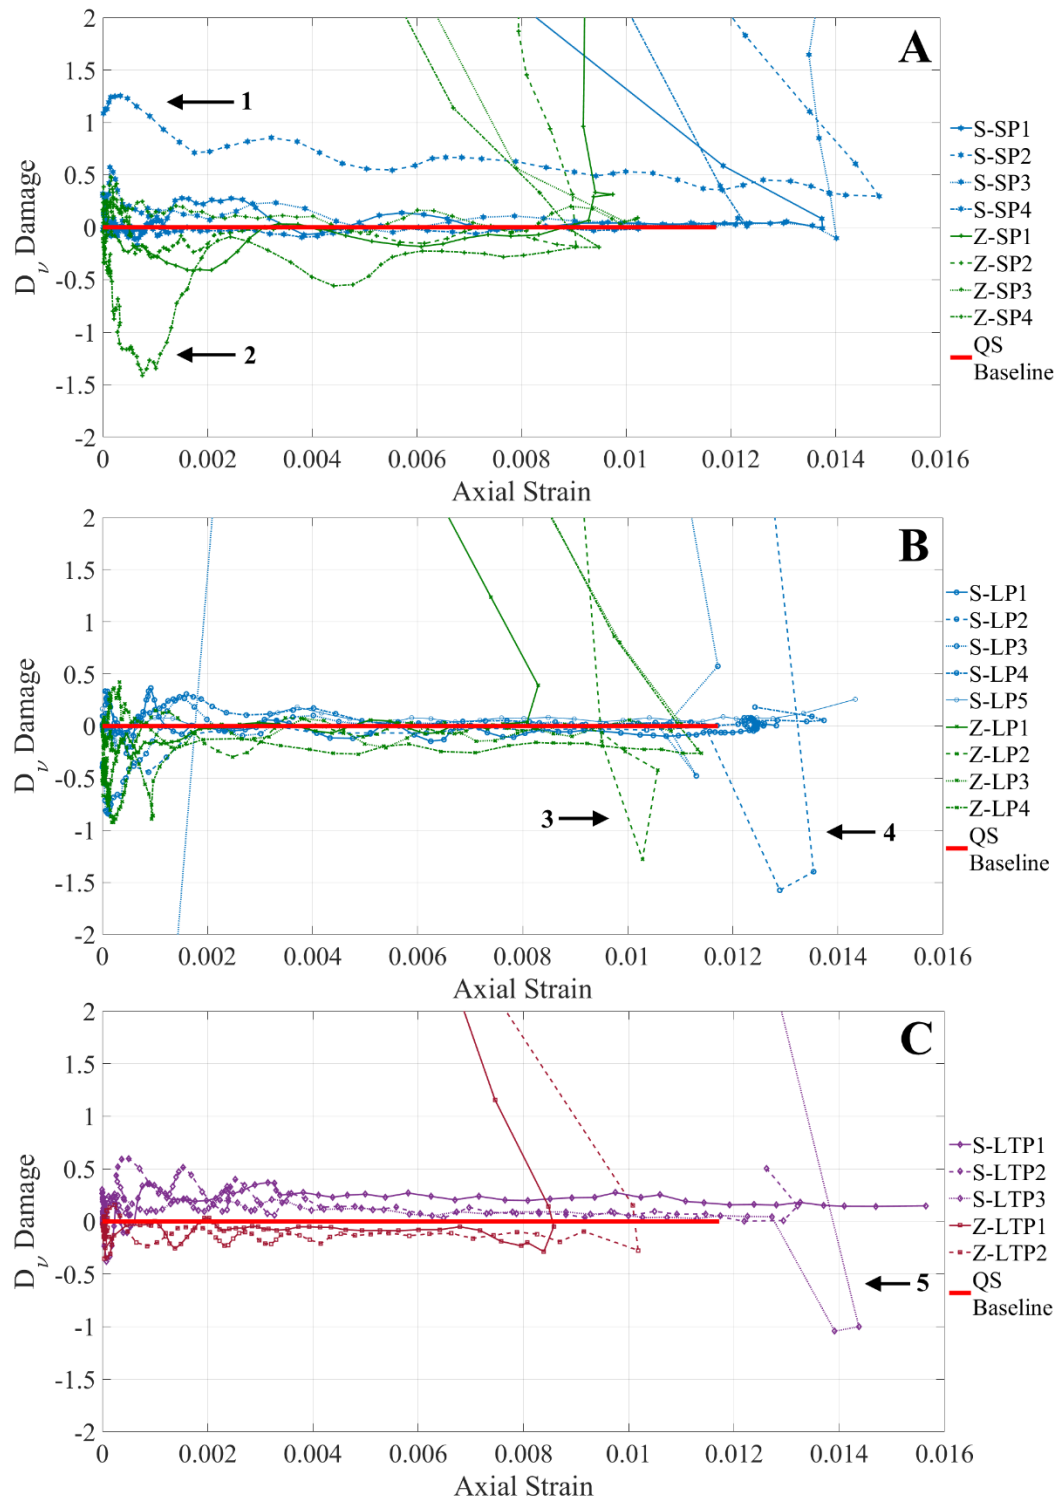 A
2
1.5
1
0.5
0
-0.5
-1
-1.5
-2
Dν Damage
1
2
0
0.002
0.004
0.006
0.008
0.01
0.012
0.014
0.016
Axial Strain
S-SP1
S-SP2
S-SP3
S-SP4
Z-SP1
Z-SP2
Z-SP3
Z-SP4
QS
Baseline
B
2
1.5
1
0.5
0
-0.5
-1
-1.5
-2
Dν Damage
3
4
0
0.002
0.004
0.006
0.008
0.01
0.012
0.014
0.016
Axial Strain
S-LP1
S-LP2
S-LP3
S-LP4
S-LP5
Z-LP1
Z-LP2
Z-LP3
Z-LP4
QS
Baseline
C
2
1.5
1
0.5
0
-0.5
-1
-1.5
-2
Dν Damage
5
0
0.002
0.004
0.006
0.008
0.01
0.012
0.014
0.016
Axial Strain
S-LTP1
S-LTP2
S-LTP3
Z-LTP1
Z-LTP2
QS
Baseline